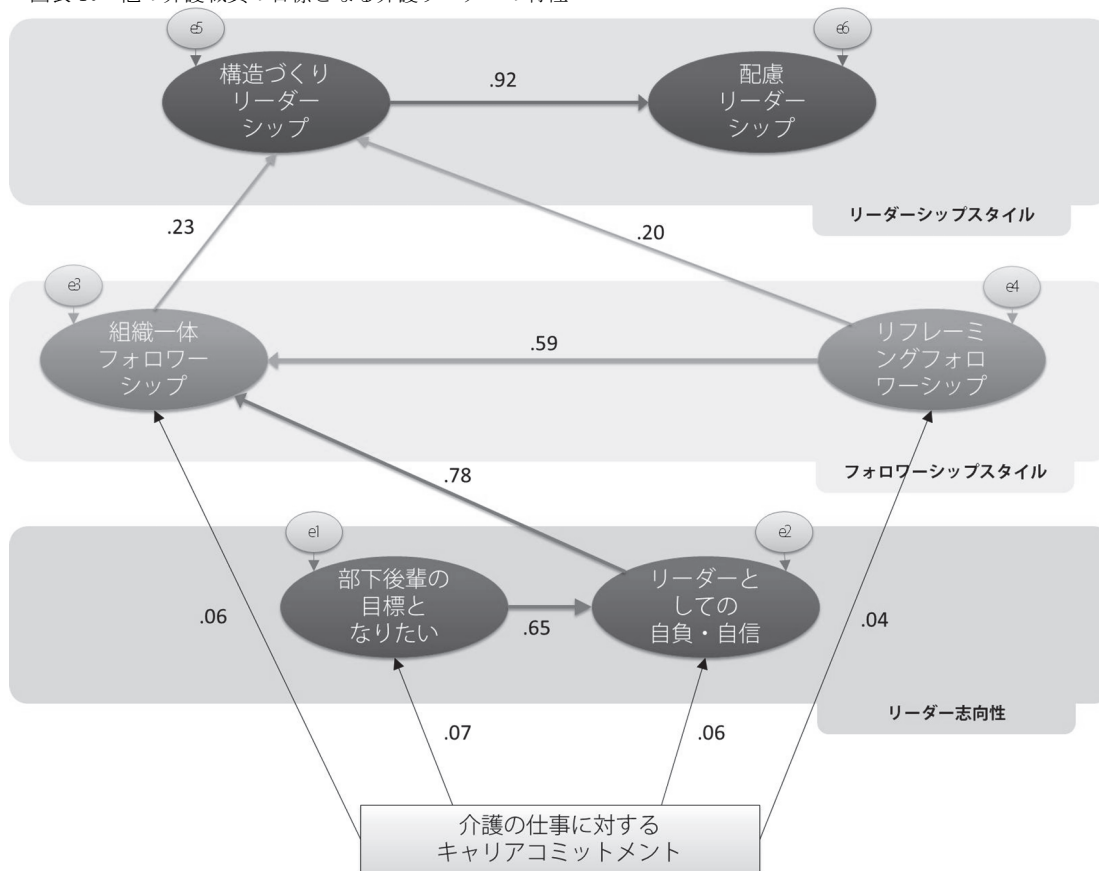 e5
e6
構造づくり
リーダー
シップ
.92
配慮
リーダー
シップ
リーダーシップスタイル
.23
.20
e3
e4
組織一体
フォロワー
シップ
.59
リフレーミ
ングフォロ
ワーシップ
フォロワーシップスタイル
.78
e1
e2
部下後輩の
目標と
なりたい
.65
リーダーと
しての
自負・自信
.06
.04
リーダー志向性
.07
.06
介護の仕事に対する
キャリアコミットメント